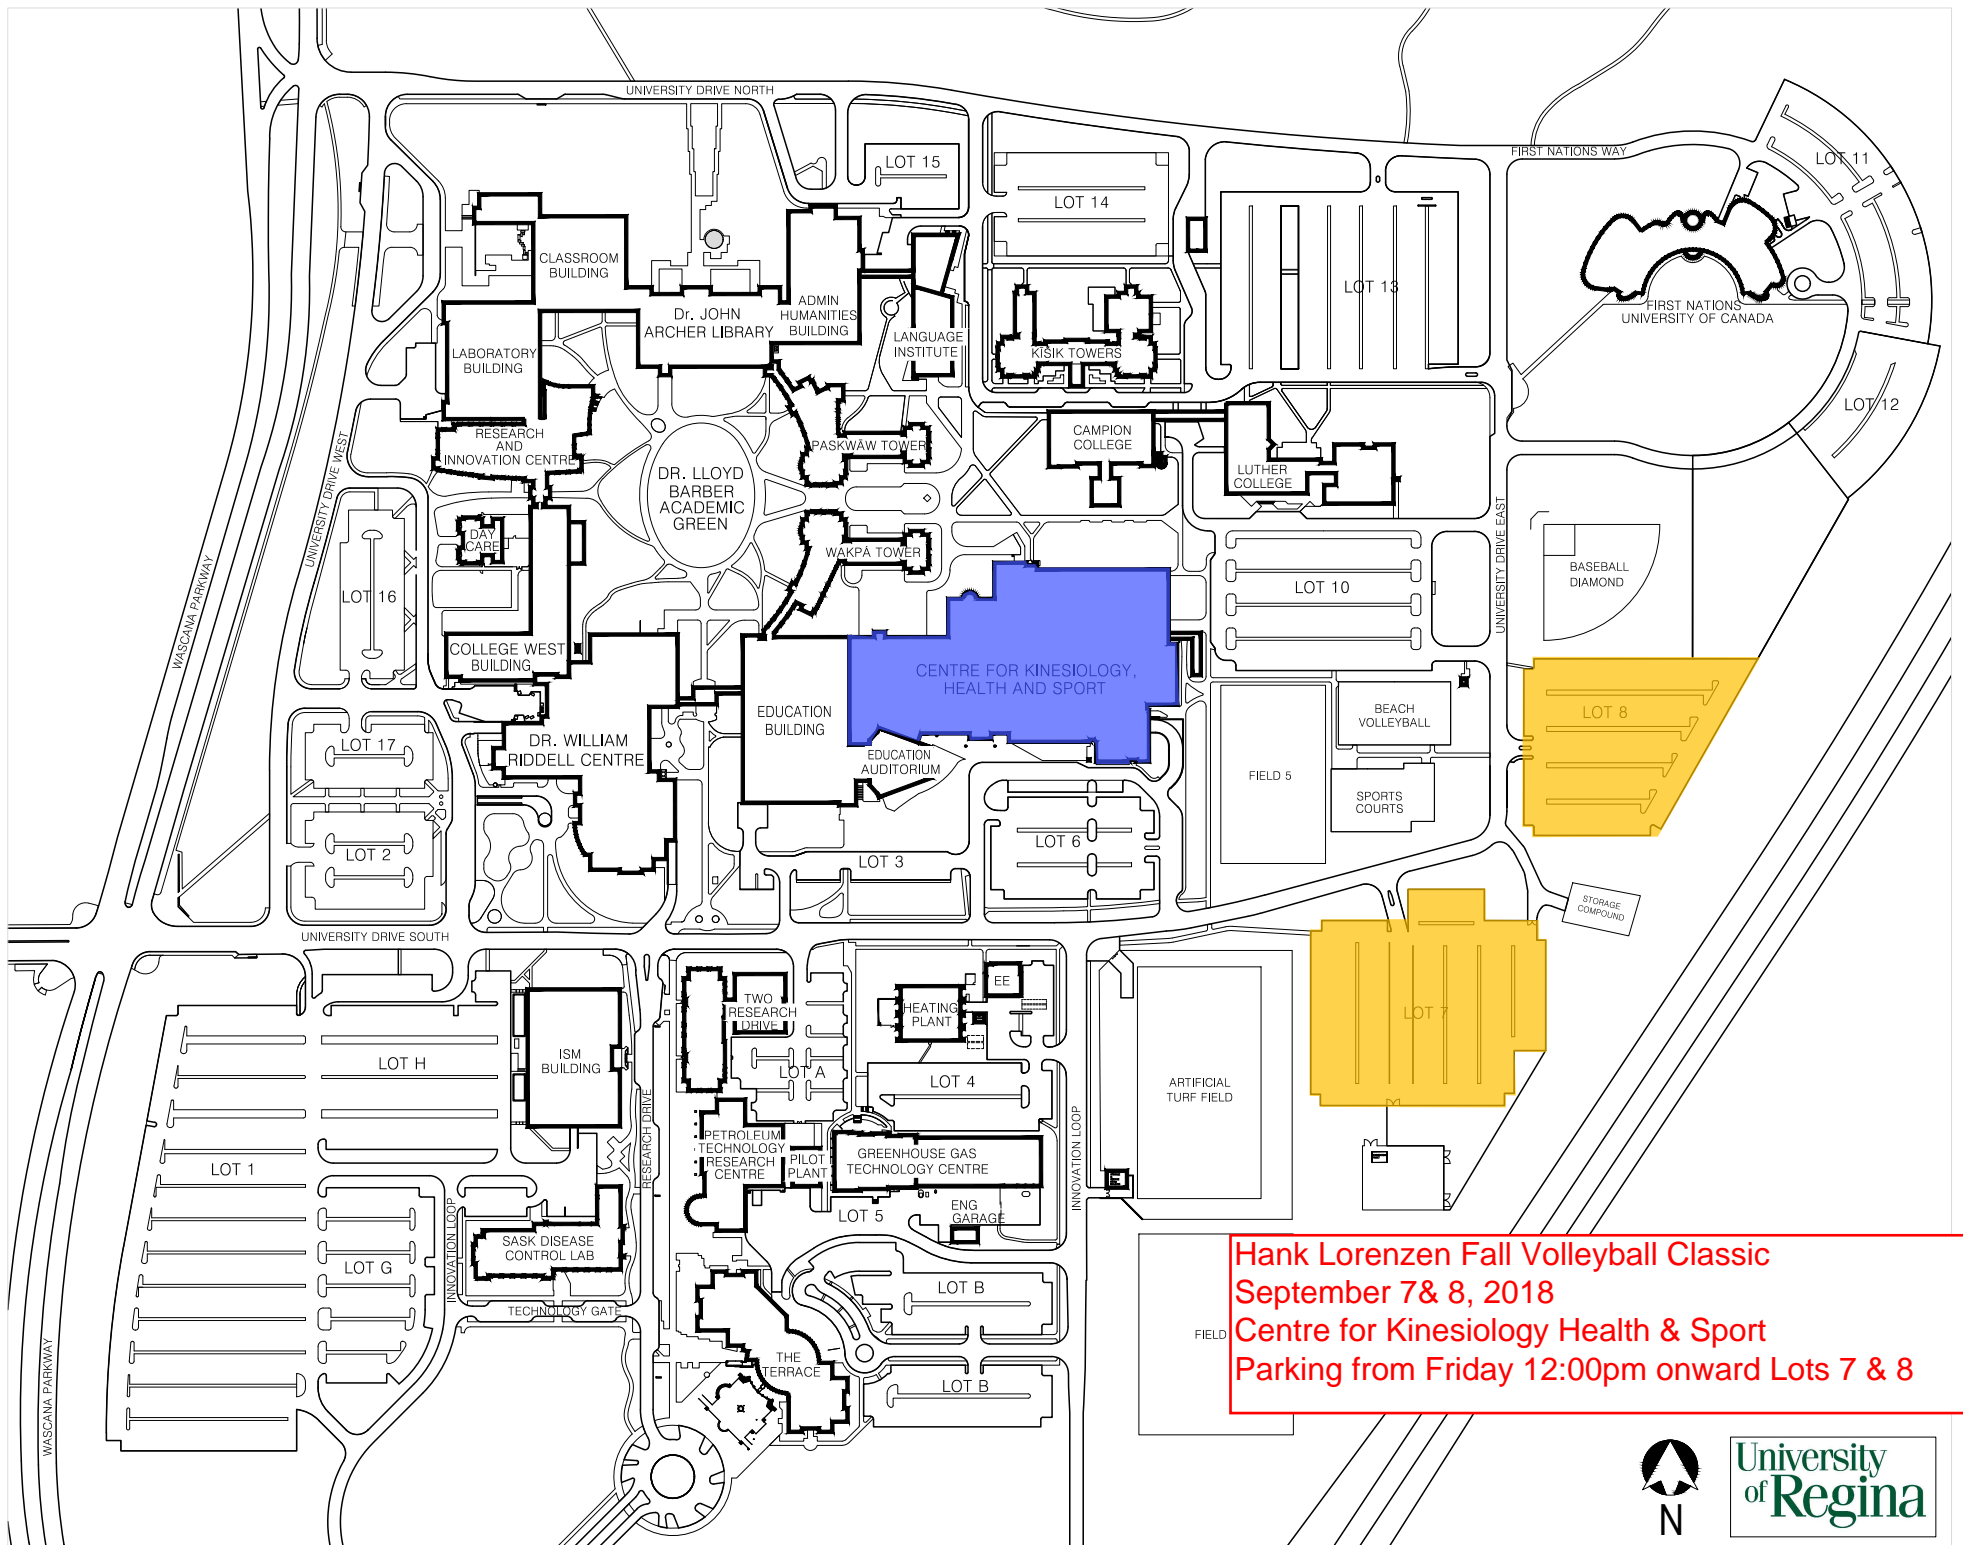 UNIVERSITY DRIVE NORTH
FIRST NATIONS WAY
LOT 11
LOT 15
LOT 14
CLASSROOM
BUILDING
ADMIN
HUMANITIES
BUILDING
Dr. JOHN
ARCHER LIBRARY
LANGUAGE
INSTITUTE
KĪSIK TOWERS
LOT 13
FIRST NATIONS
UNIVERSITY OF CANADA
LABORATORY
BUILDING
LOT 12
RESEARCH
AND
INNOVATION CENTRE
PASKWĀW TOWER
CAMPION
COLLEGE
LUTHER
COLLEGE
DR. LLOYD
BARBER
ACADEMIC
GREEN
UNIVERSITY DRIVE WEST
UNIVERSITY DRIVE EAST
WASCANA PARKWAY
DAY
CARE
WAKPĀ TOWER
BASEBALL
DIAMOND
LOT 16
LOT 10
COLLEGE WEST
BUILDING
CENTRE FOR KINESIOLOGY,
HEALTH AND SPORT
EDUCATION
BUILDING
BEACH
VOLLEYBALL
LOT 8
LOT 17
DR. WILLIAM
RIDDELL CENTRE
EDUCATION
AUDITORIUM
FIELD 5
SPORTS
COURTS
LOT 2
LOT 3
LOT 6
STORAGE
COMPOUND
UNIVERSITY DRIVE SOUTH
TWO
RESEARCH
DRIVE
HEATING
PLANT
EE
LOT 7
LOT H
ISM
BUILDING
LOT A
LOT 4
ARTIFICIAL
TURF FIELD
RESEARCH DRIVE
INNOVATION LOOP
PETROLEUM
TECHNOLOGY
RESEARCH
CENTRE
PILOT
PLANT
GREENHOUSE GAS
TECHNOLOGY CENTRE
LOT 1
LOT 5
ENG
GARAGE
INNOVATION LOOP
SASK DISEASE
CONTROL LAB
LOT G
TECHNOLOGY GATE
LOT B
THE
TERRACE
LOT B
WASCANA PARKWAY
FIELD
Hank Lorenzen Fall Volleyball Classic
September 7& 8, 2018
Centre for Kinesiology Health & Sport
Parking from Friday 12:00pm onward Lots 7 & 8
N
University
of Regina